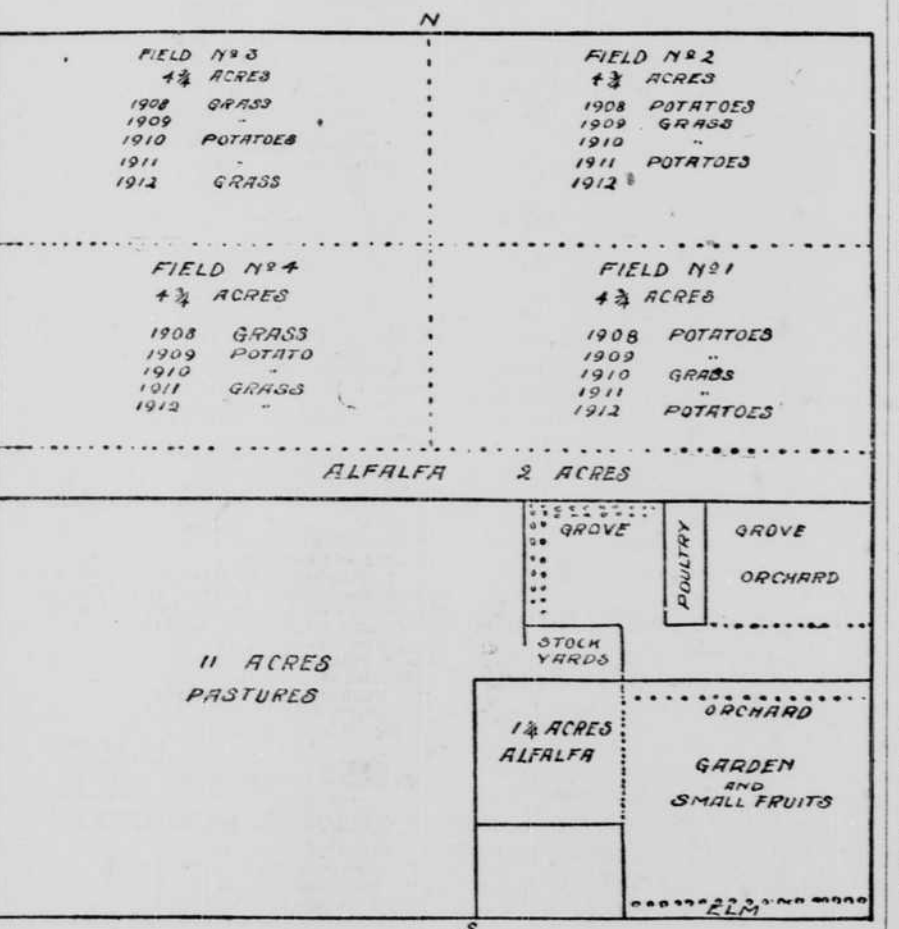 N
FIELD Nº 3
4¾ ACRES
1908 GRASS
1909 "
1910 POTATOES
1911 "
1912 GRASS
FIELD Nº 2
4¾ ACRES
1908 POTATOES
1909 GRASS
1910 "
1911 POTATOES
1912 "
FIELD Nº 4
4¾ ACRES
1908 GRASS
1909 POTATO
1910 "
1911 GRASS
1912 "
FIELD Nº 1
4¾ ACRES
1908 POTATOES
1909 "
1910 GRASS
1911 "
1912 POTATOES
ALFALFA 2 ACRES
GROVE
POULTRY
GROVE
ORCHARD
STOCK
YARDS
11 ACRES
PASTURES
ORCHARD
1¾ ACRES
ALFALFA
GARDEN
AND
SMALL FRUITS
ELM
S